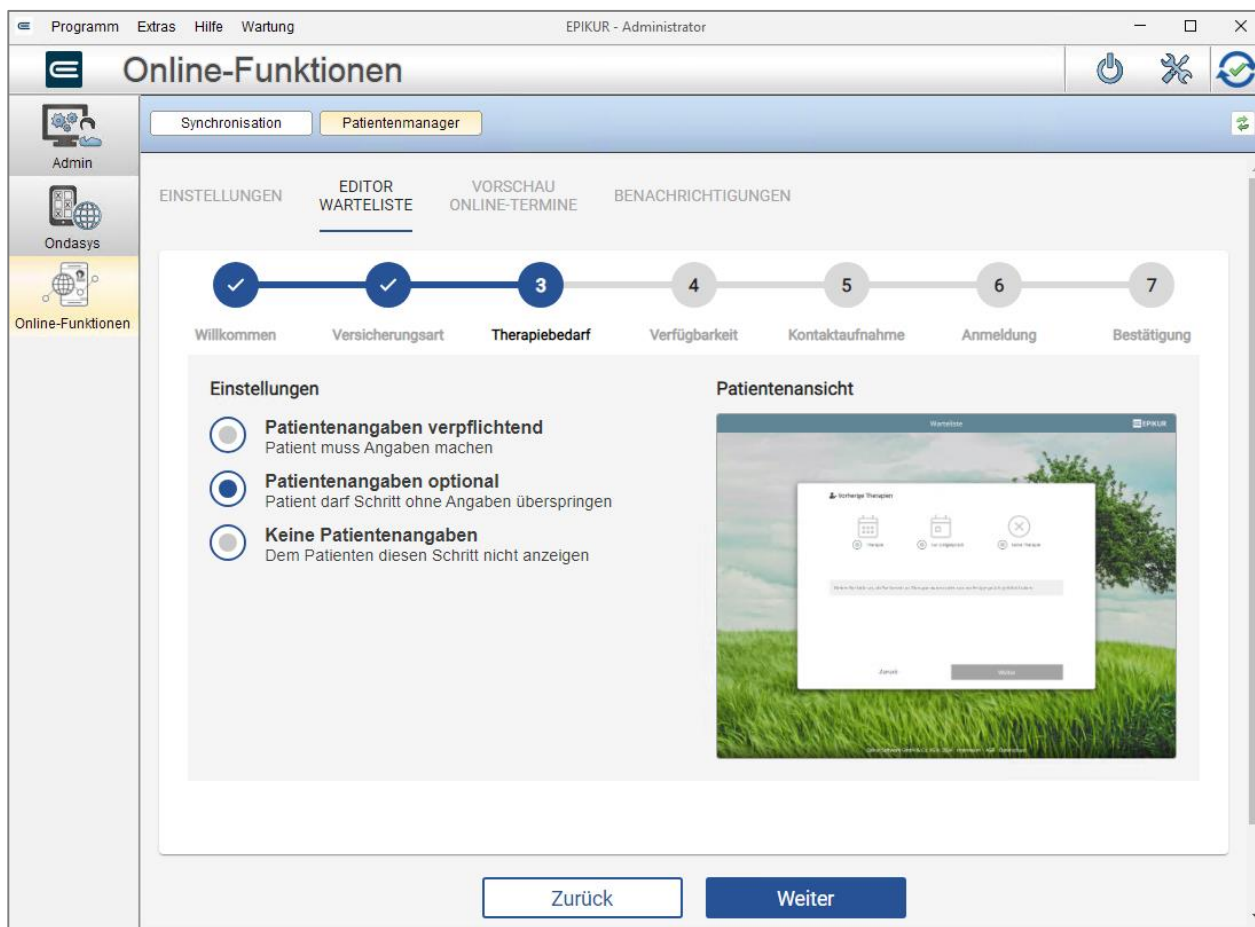 Programm Extras Hilfe Wartung
EPIKUR - Administrator
Online-Funktionen
Admin
Ondasys
Online-Funktionen
Synchronisation
Patientenmanager
EINSTELLUNGEN
EDITOR
WARTELISTE
VORSCHAU
ONLINE-TERMINE
BENACHRICHTIGUNGEN
3
4
5
6
7
Willkommen
Versicherungsart
Therapiebedarf
Verfügbarkeit
Kontaktaufnahme
Anmeldung
Bestätigung
Einstellungen
Patientenangaben verpflichtend
Patient muss Angaben machen
Patientenangaben optional
Patient darf Schritt ohne Angaben überspringen
Keine Patientenangaben
Dem Patienten diesen Schritt nicht anzeigen
Patientenansicht
Warteliste
EPIKUR
Vorherige Therapien
Therapie
Keine Therapie
Zurück
Weiter
Zurück
Weiter